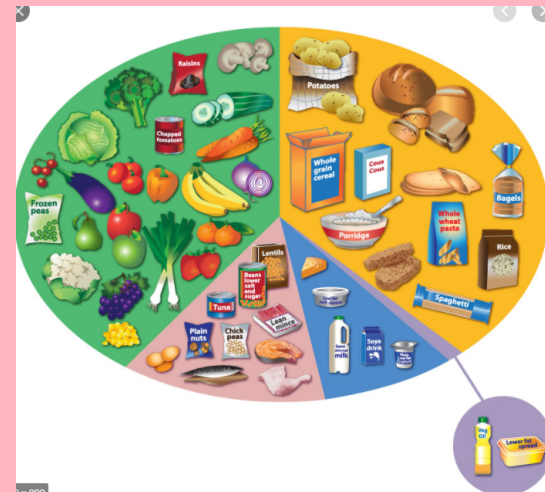 Raisins
Potatoes
Chopped
tomatoes
Whole
grain
cereal
Cous
Cous
Bagels
Frozen
peas
Whole
wheat
pasta
Porridge
Rice
Lentils
Beans
lower
salt
and
sugar
Spaghetti
Tuna
Lean
mince
Plain
nuts
Chick
peas
Semi
milk
Soya
drink
Veg
Oil
Lower fat
spread